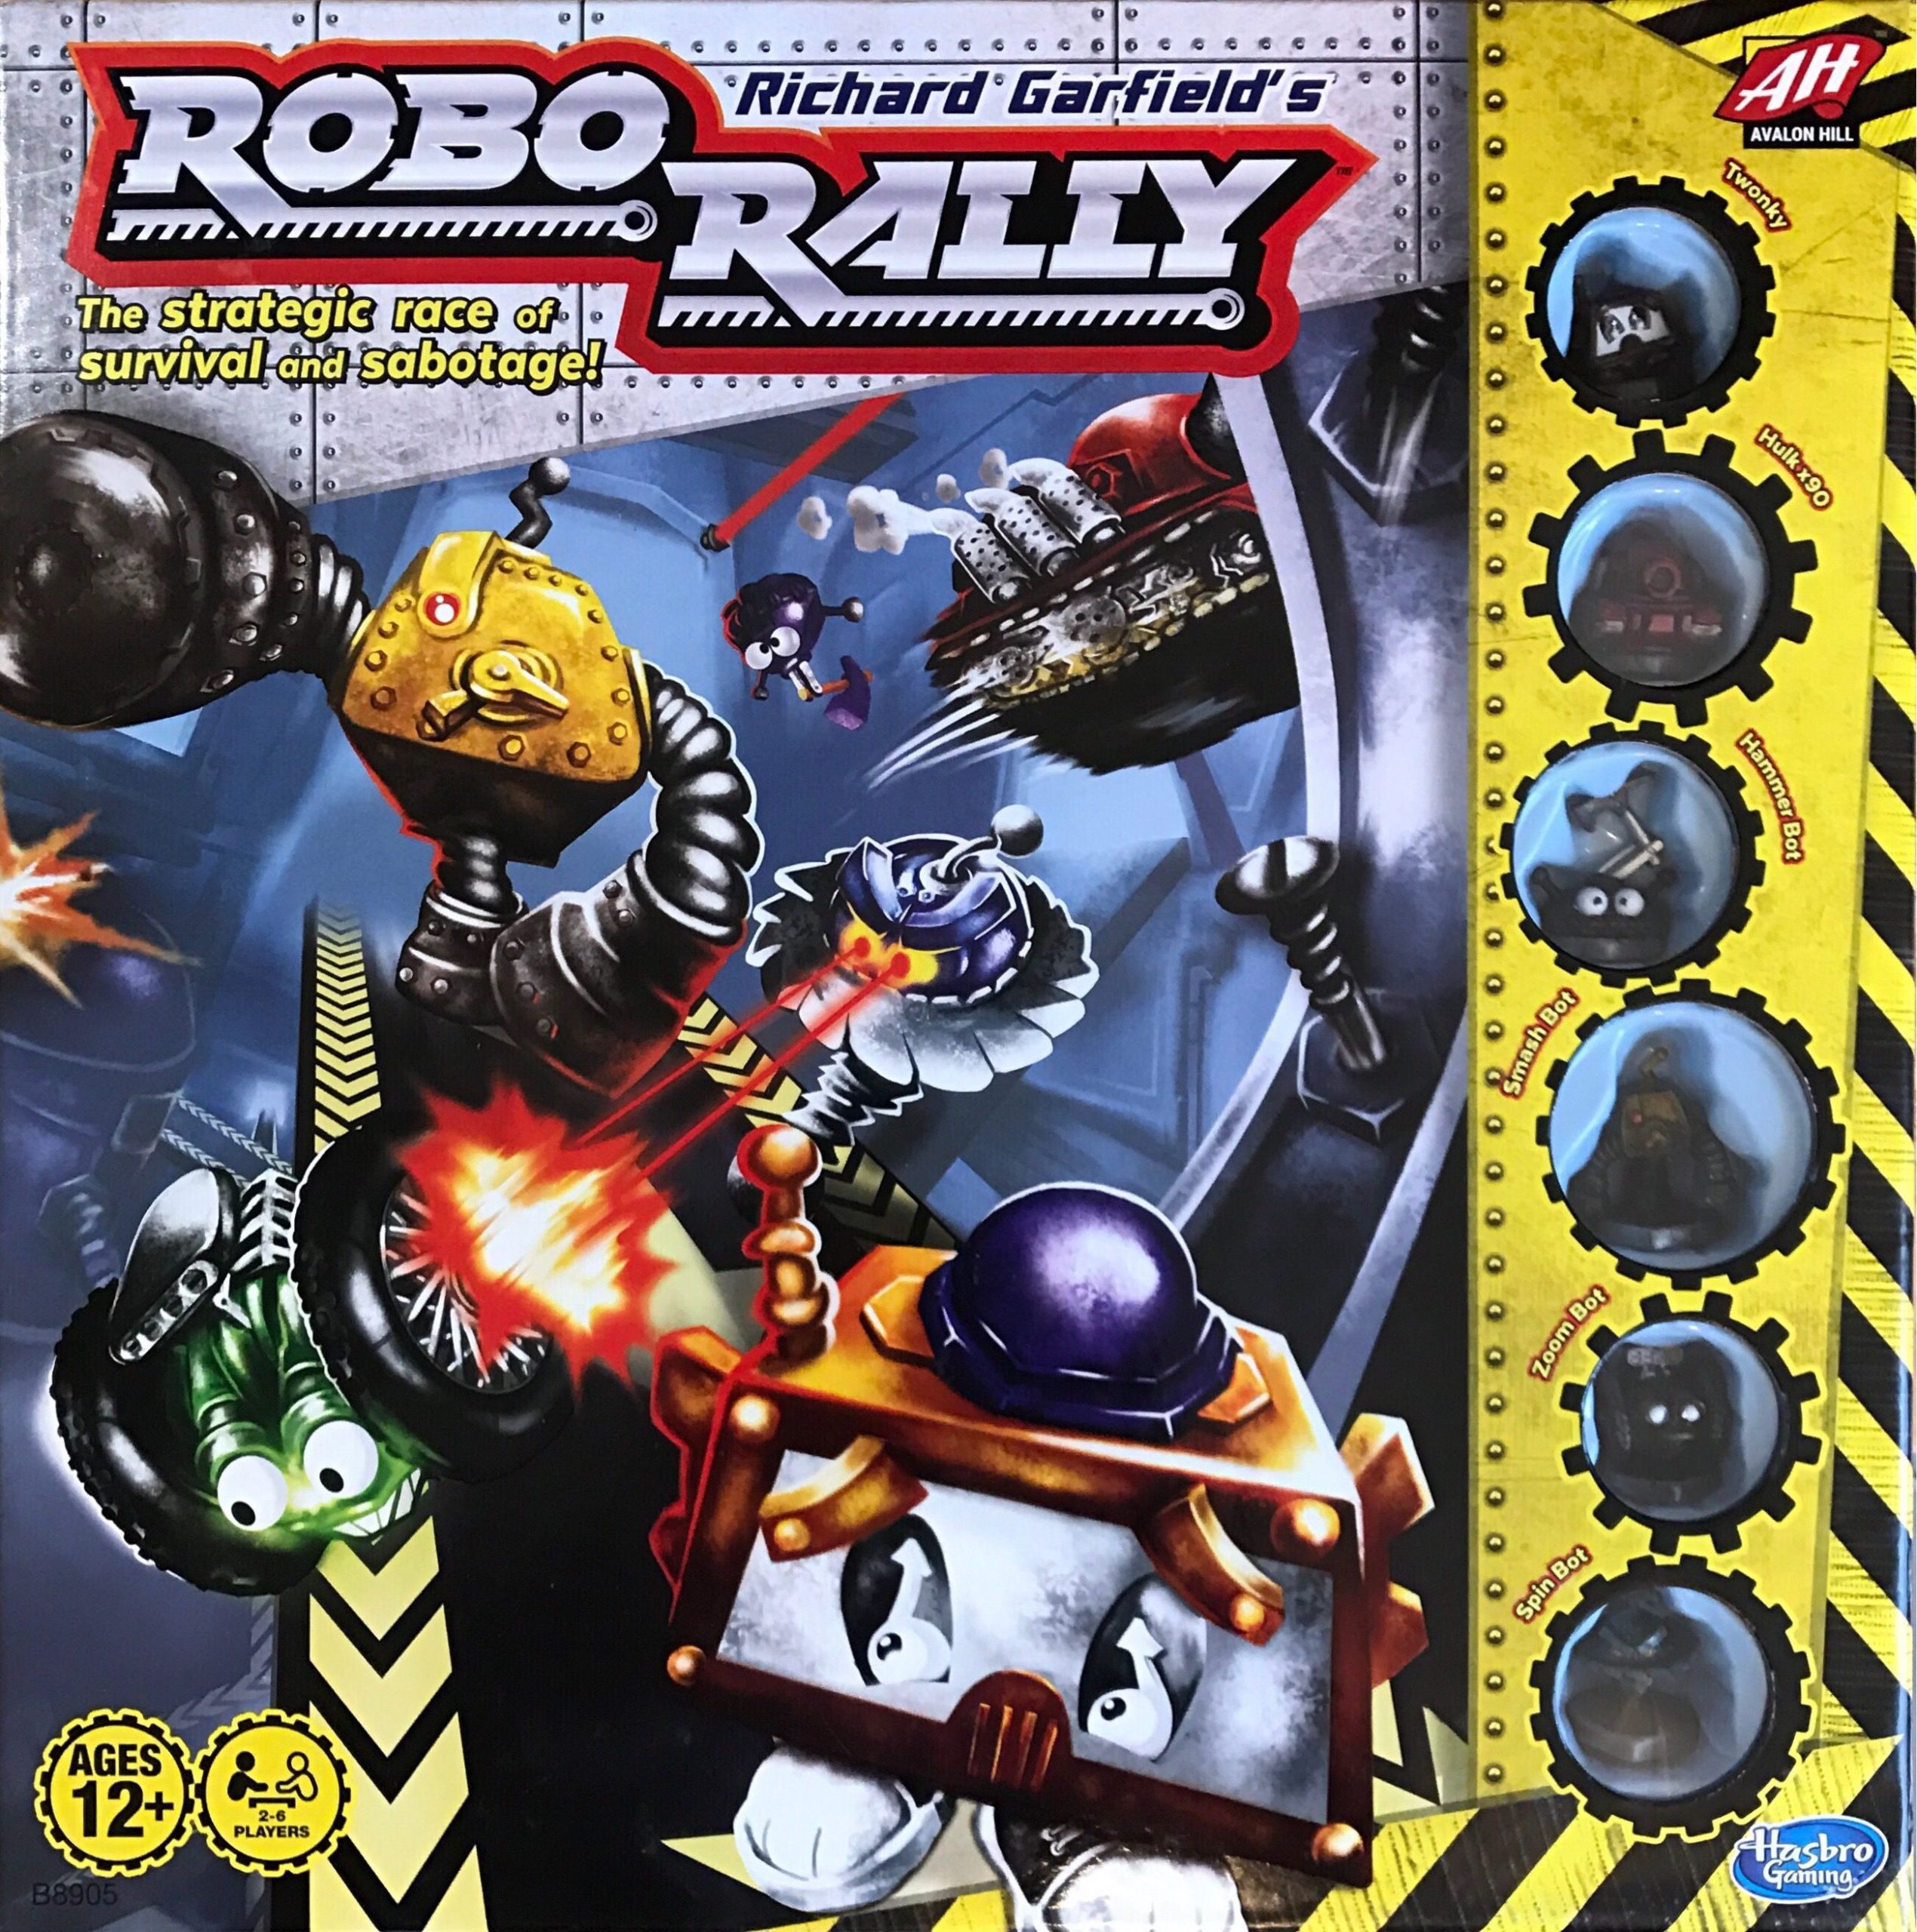 ROBO
Richard Garfield's
RALLY™
The strategic race of
survival and sabotage!
AH
AVALON HILL
Twonky
Hulk x90
Hammer Bot
Smash Bot
Zoom Bot
Spin Bot
AGES
12+
2-6
PLAYERS
B8905
Hasbro
Gaming